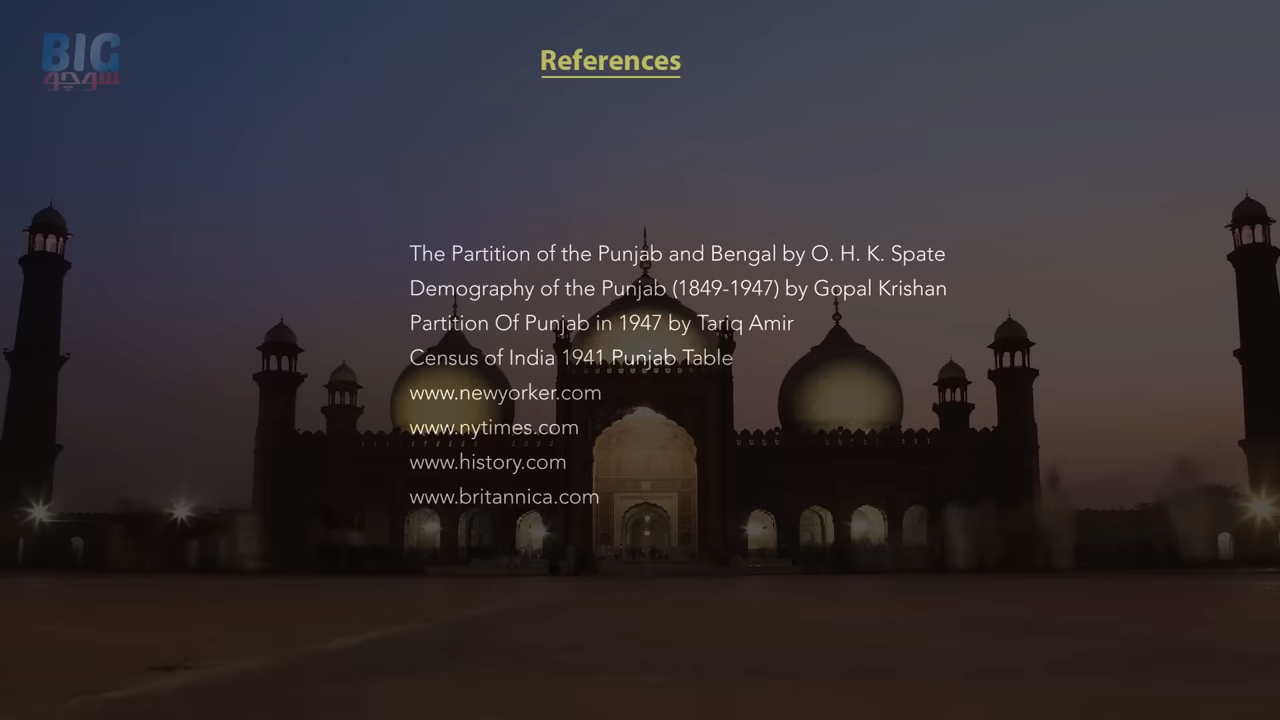 BIG
سوچو
References
The Partition of the Punjab and Bengal by O. H. K. Spate
Demography of the Punjab (1849-1947) by Gopal Krishan
Partition Of Punjab in 1947 by Tariq Amir
Census of India 1941 Punjab Table
www.newyorker.com
www.nytimes.com
www.history.com
www.britannica.com